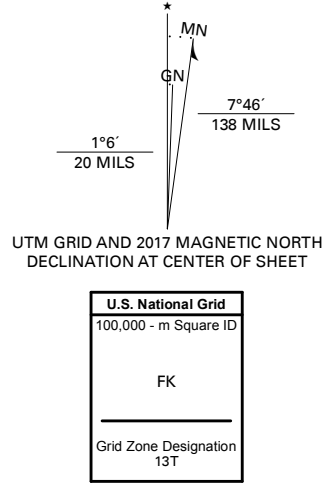 MN
GN
7°46´
138 MILS
1°6´
20 MILS
UTM GRID AND 2017 MAGNETIC NORTH
DECLINATION AT CENTER OF SHEET
U.S. National Grid
100,000 - m Square ID
FK
Grid Zone Designation
13T